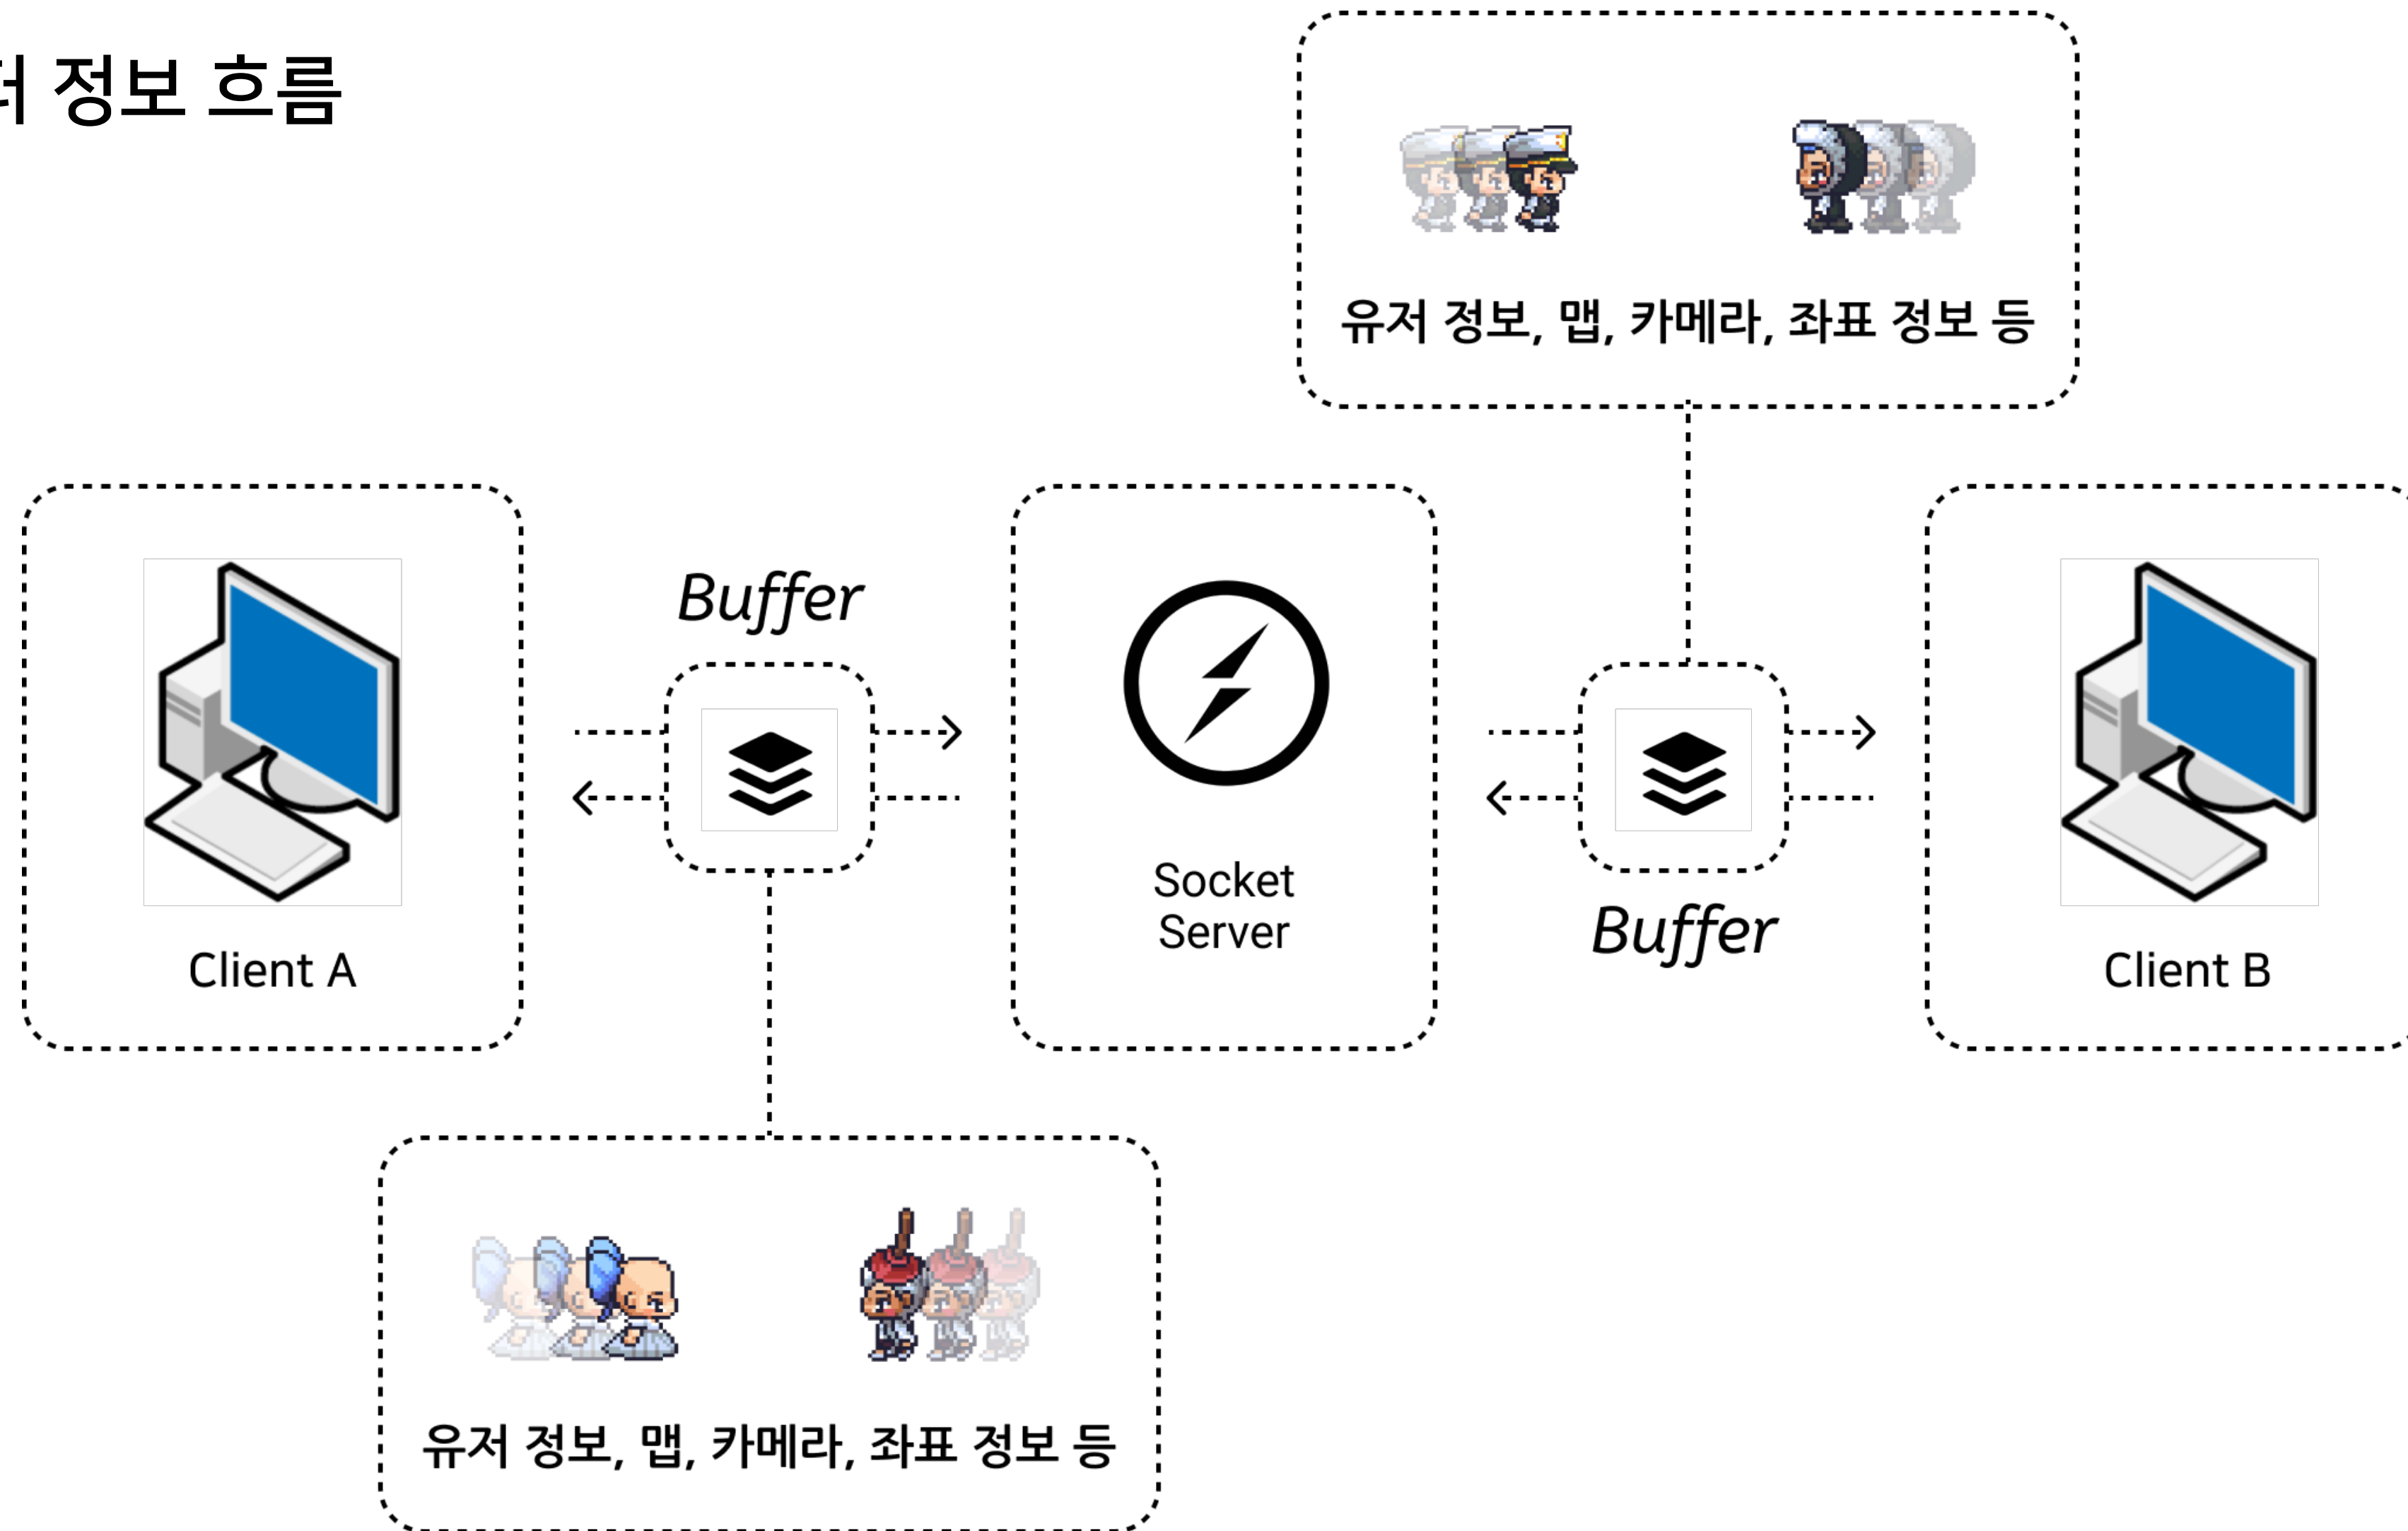 정보 흐름
유저 정보, 맵, 카메라, 좌표 정보 등
Buffer
Socket
Server
Buffer
Client A
Client B
유저 정보, 맵, 카메라, 좌표 정보 등